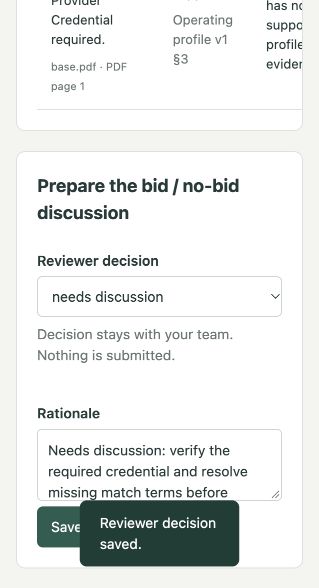 Provider
Credential
required.
base.pdf · PDF
page 1
Operating
profile v1
§3
has no
suppo
profile
eviden
Prepare the bid / no-bid
discussion
Reviewer decision
needs discussion
Decision stays with your team.
Nothing is submitted.
Rationale
Needs discussion: verify the
required credential and resolve
missing match terms before
Save
Reviewer decision
saved.